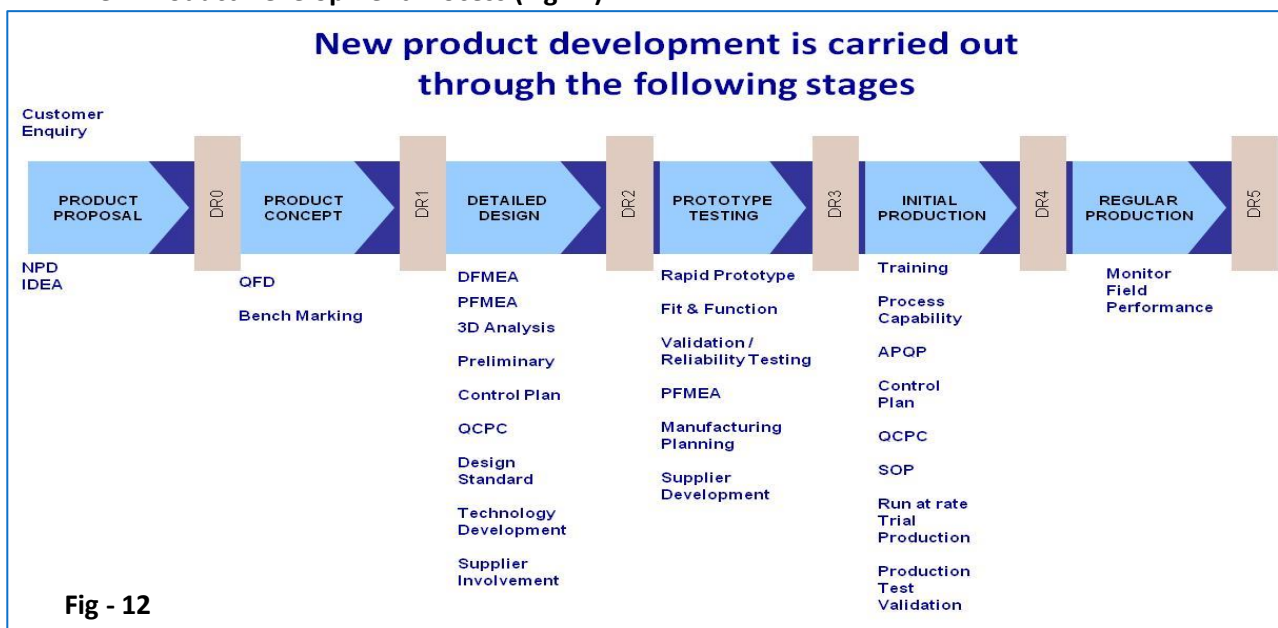 New product development is carried out
through the following stages
Customer
Enquiry
PRODUCT
PROPOSAL
DR0
PRODUCT
CONCEPT
DR1
DETAILED
DESIGN
DR2
PROTOTYPE
TESTING
DR3
INITIAL
PRODUCTION
DR4
REGULAR
PRODUCTION
DR5
NPD
IDEA
QFD
Bench Marking
DFMEA
PFMEA
3D Analysis
Preliminary
Control Plan
QCPC
Design
Standard
Technology
Development
Supplier
Involvement
Rapid Prototype
Fit & Function
Validation /
Reliability Testing
PFMEA
Manufacturing
Planning
Supplier
Development
Training
Process
Capability
APQP
Control
Plan
QCPC
SOP
Run at rate
Trial
Production
Production
Test
Validation
Monitor
Field
Performance
Fig - 12